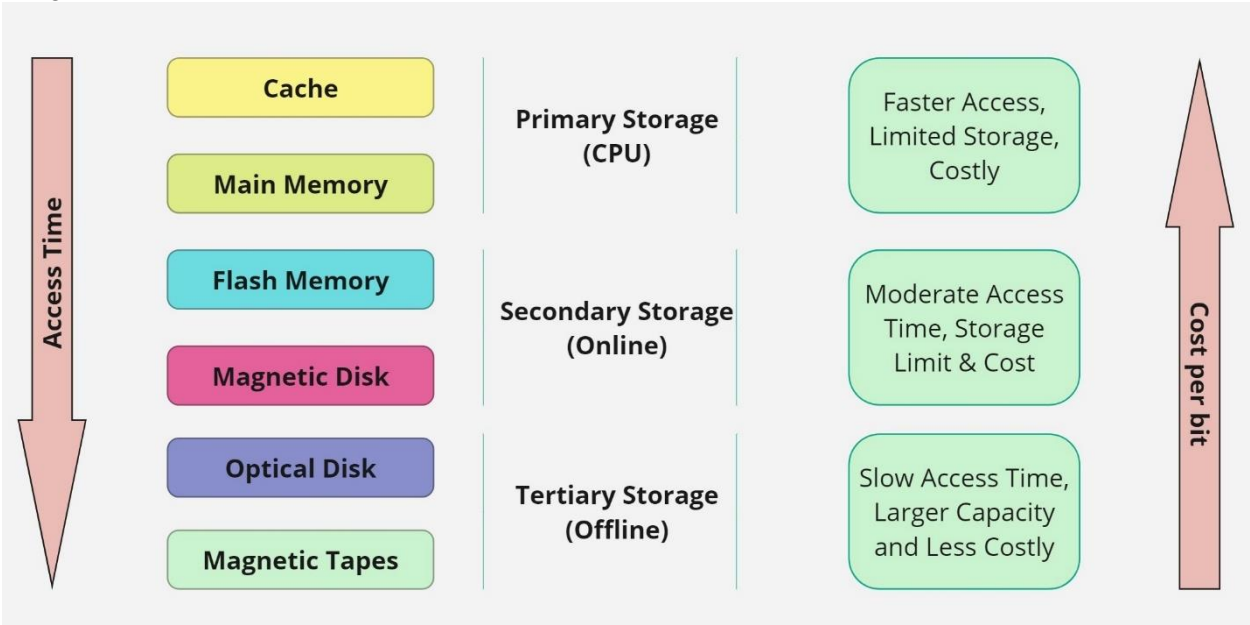 Access Time
Cache
Main Memory
Flash Memory
Magnetic Disk
Optical Disk
Magnetic Tapes
Primary Storage
(CPU)
Secondary Storage
(Online)
Tertiary Storage
(Offline)
Faster Access,
Limited Storage,
Costly
Moderate Access
Time, Storage
Limit & Cost
Slow Access Time,
Larger Capacity
and Less Costly
Cost per bit